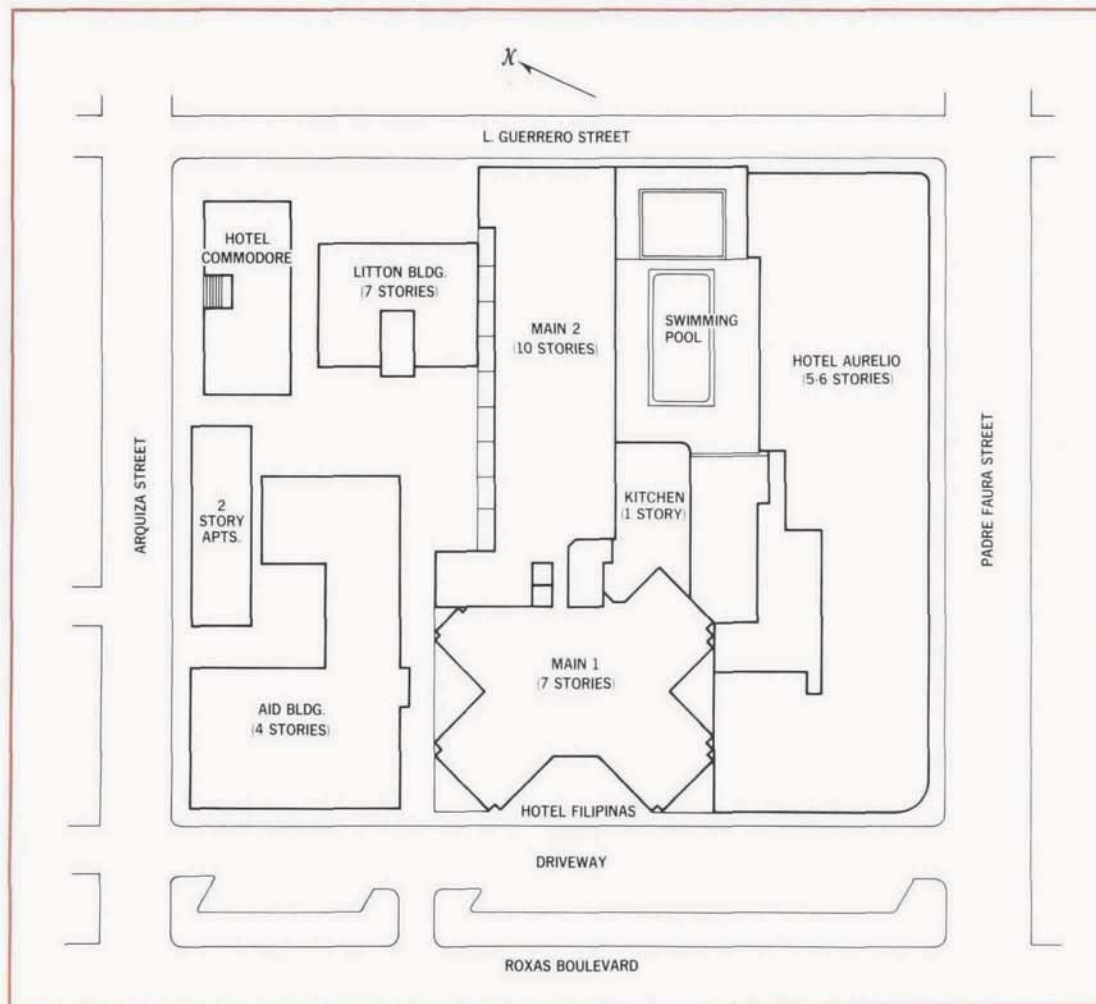 N
L. GUERRERO STREET
HOTEL
COMMODORE
LITTON BLDG.
(7 STORIES)
MAIN 2
(10 STORIES)
SWIMMING
POOL
HOTEL AURELIO
(5-6 STORIES)
ARQUIZA STREET
2
STORY
APTS.
KITCHEN
(1 STORY)
PADRE FAURA STREET
AID BLDG.
(4 STORIES)
MAIN 1
(7 STORIES)
HOTEL FILIPINAS
DRIVEWAY
ROXAS BOULEVARD